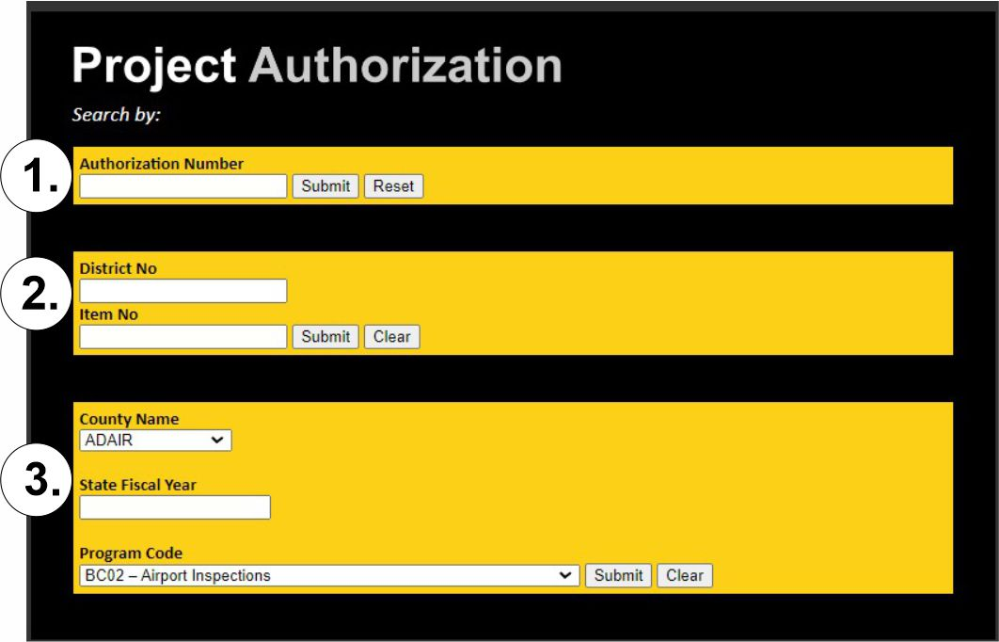 Project Authorization
Search by:
1.
Authorization Number
Submit Reset
2.
District No
Item No
Submit Clear
3.
County Name
ADAIR
State Fiscal Year
Program Code
BC02 – Airport Inspections Submit Clear